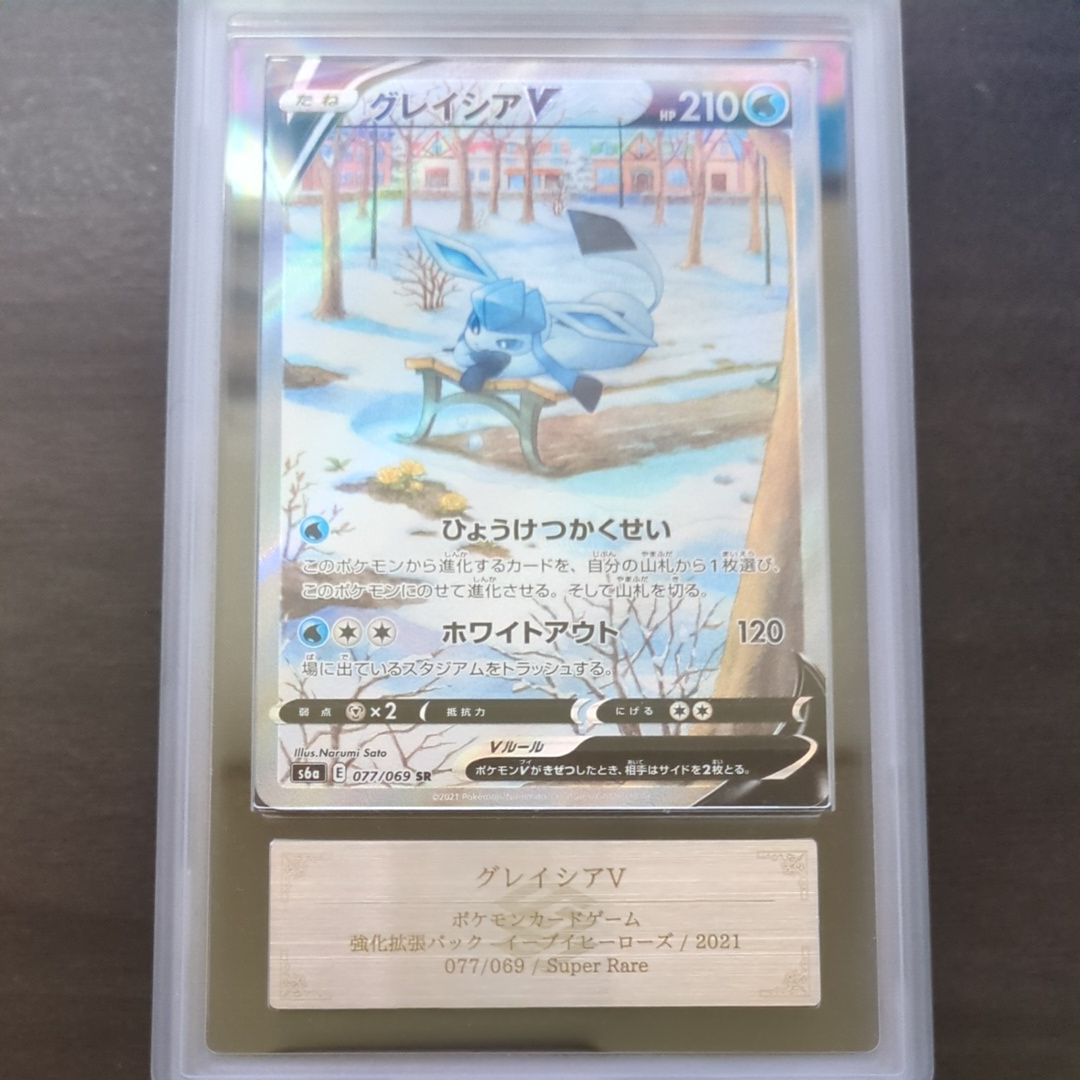 たね グレイシアV HP 210
ひょうけつかくせい
このポケモンから進化するカードを、自分の山札から1枚選び、
このポケモンにのせて進化させる。そして山札を切る。
ホワイトアウト 120
場に出ているスタジアムをトラッシュする。
弱点 ×2 抵抗力 にげる
Illus.Narumi Sato
Vルール
ポケモンVがきぜつしたとき、相手はサイドを2枚とる。
s6a E 077/069 SR
©2021 Pokémon/Nintendo
グレイシアV
ポケモンカードゲーム
強化拡張パック イーブイヒーローズ / 2021
077/069 / Super Rare